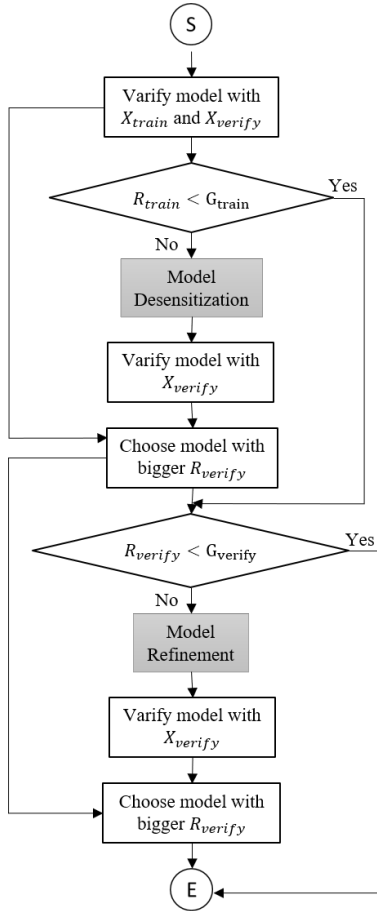 S
Varify model with
X_train and X_verify
R_train < G_train
Yes
No
Model
Desensitization
Varify model with
X_verify
Choose model with
bigger R_verify
R_verify < G_verify
Yes
No
Model
Refinement
Varify model with
X_verify
Choose model with
bigger R_verify
E